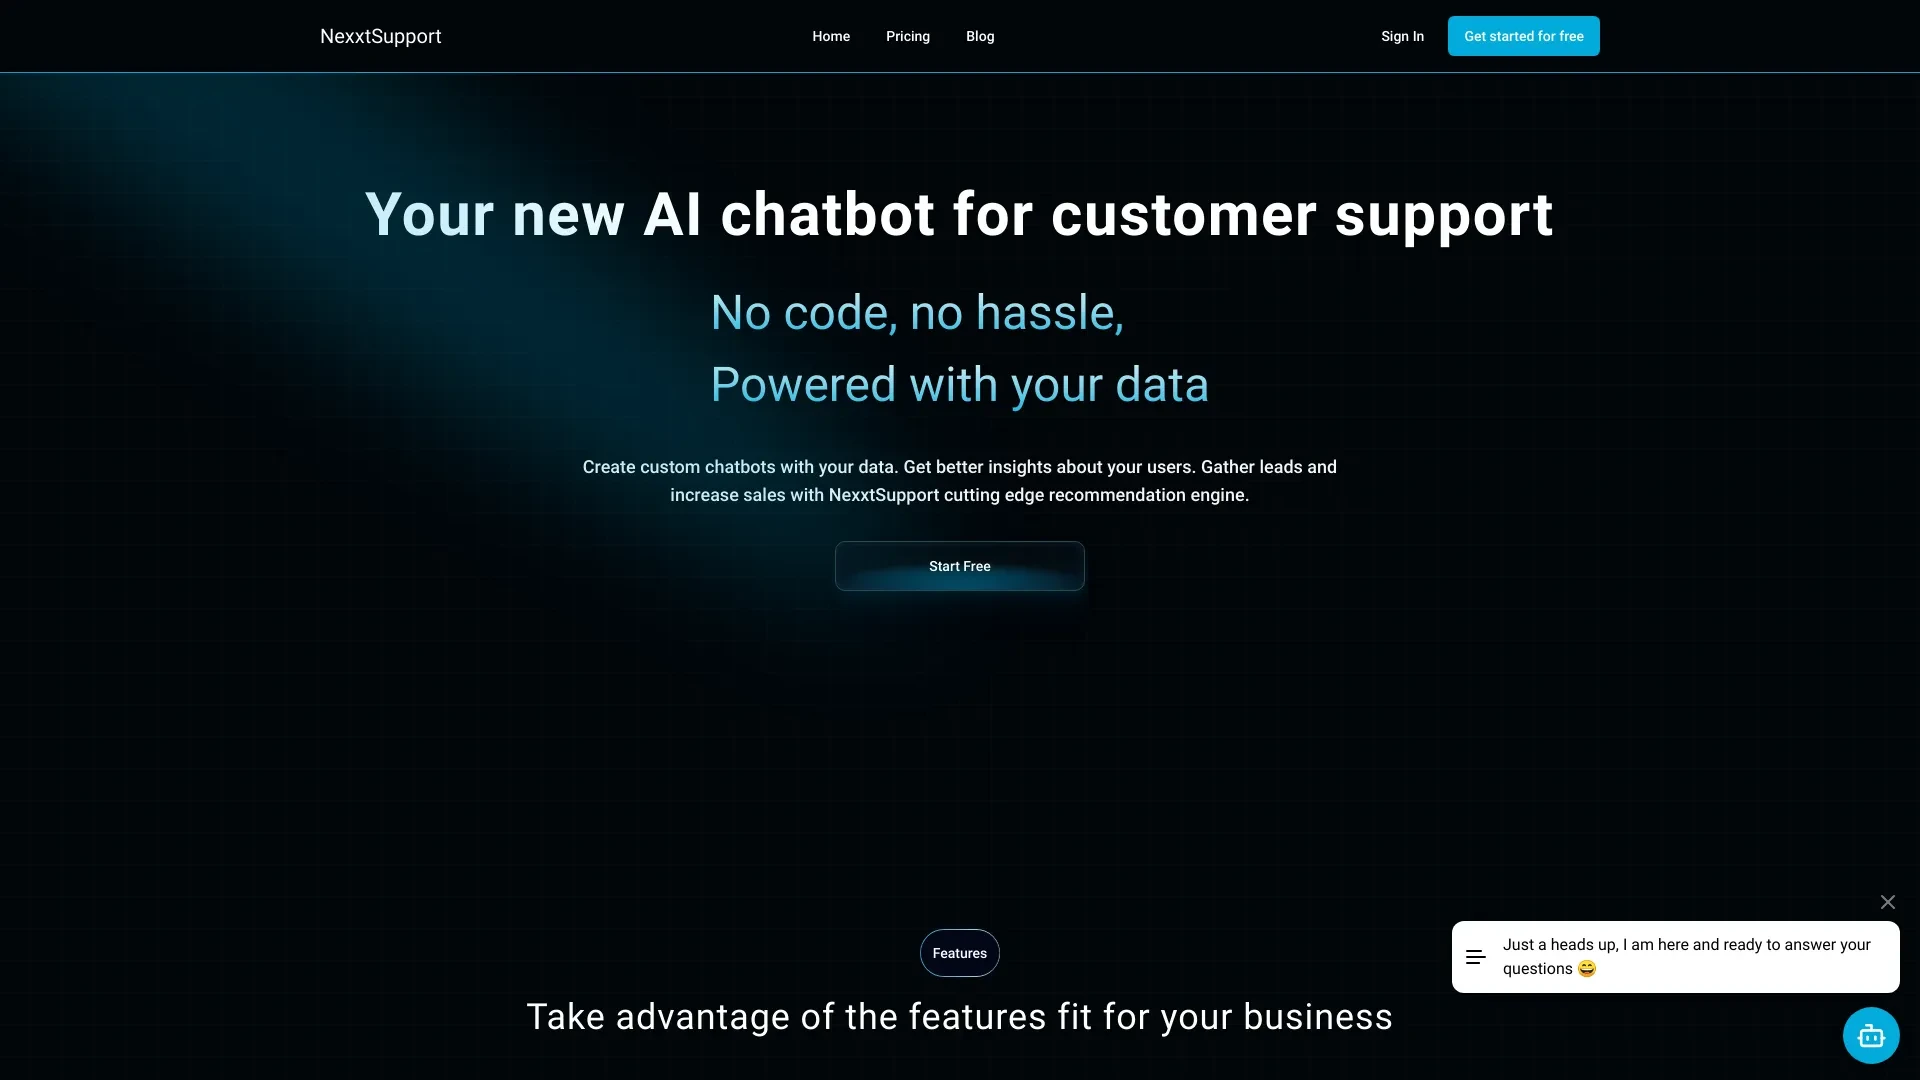 NexxtSupport
Home
Pricing
Blog
Sign In
Get started for free
Your new AI chatbot for customer support
No code, no hassle,
Powered with your data
Create custom chatbots with your data. Get better insights about your users. Gather leads and
increase sales with NexxtSupport cutting edge recommendation engine.
Start Free
Features
Take advantage of the features fit for your business
Just a heads up, I am here and ready to answer your
questions 😄